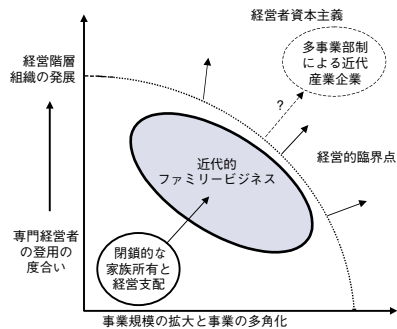 経営者資本主義
多事業部制
による近代
産業企業
経営階層
組織の発展
?
近代的
ファミリービジネス
経営的臨界点
専門経営者
の登用の
度合い
閉鎖的な
家族所有と
経営支配
事業規模の拡大と事業の多角化